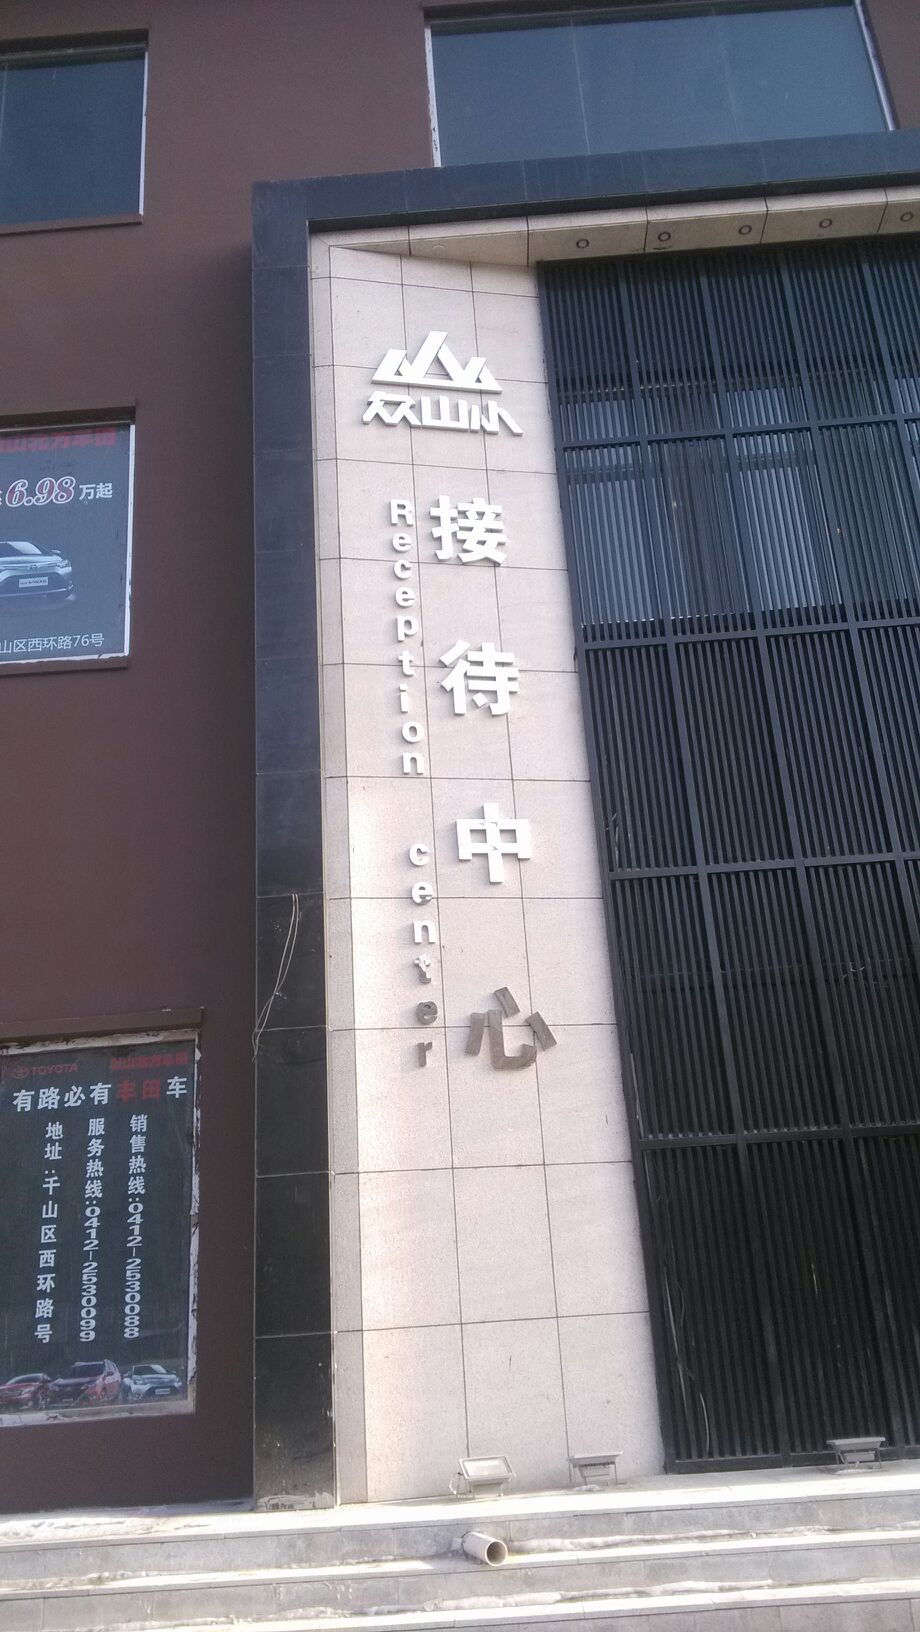 众山小
接待中心
Reception center
6.98万起
山区西环路76号
TOYOTA
有路必有丰田车
销售热线:0412-2530088
服务热线:0412-2530099
地址:千山区西环路号